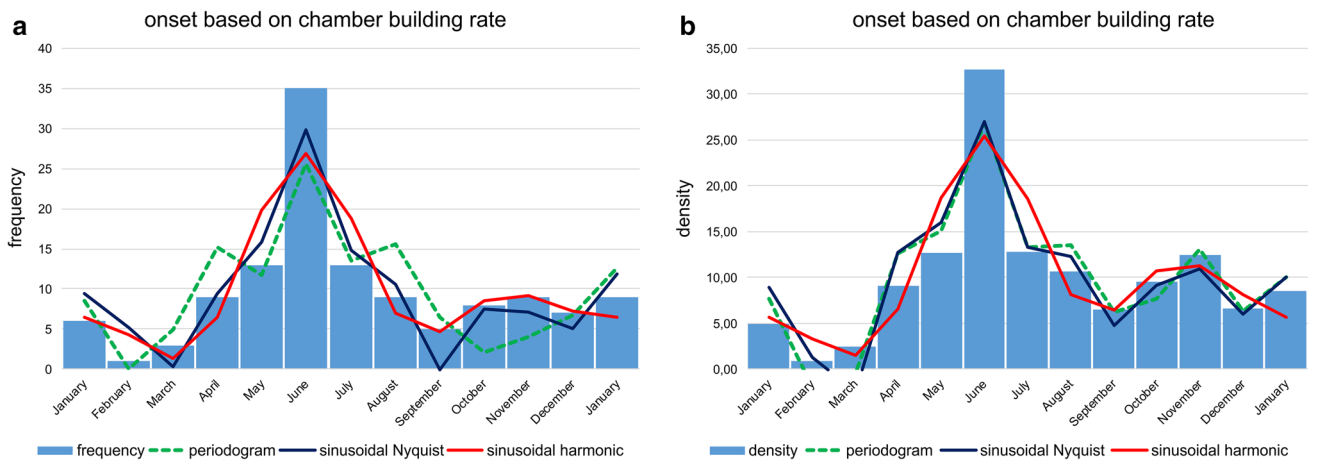 a
onset based on chamber building rate
40
35
30
25
20
15
10
5
0
frequency
January
February
March
April
May
June
July
August
September
October
November
December
January
frequency periodogram sinusoidal Nyquist sinusoidal harmonic
b
onset based on chamber building rate
35,00
30,00
25,00
20,00
15,00
10,00
5,00
0,00
density
January
February
March
April
May
June
July
August
September
October
November
December
January
density periodogram sinusoidal Nyquist sinusoidal harmonic